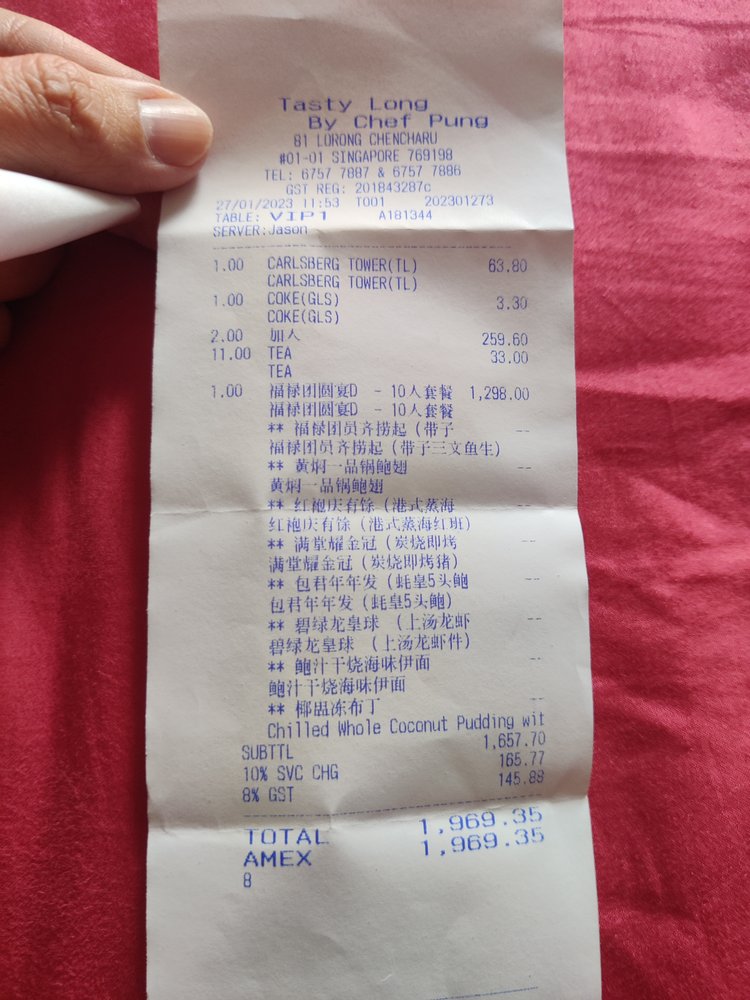 Tasty Long
By Chef Pung
81 LORONG CHENCHARU
#01-01 SINGAPORE 769198
TEL: 6757 7887 & 6757 7886
GST REG: 201843287c
27/01/2023 11:53 T001 202301273
TABLE: VIP1 A181344
SERVER:Jason
1.00 CARLSBERG TOWER(TL) 63.80
CARLSBERG TOWER(TL)
1.00 COKE(GLS) 3.30
COKE(GLS)
2.00 加人 259.60
11.00 TEA 33.00
TEA
1.00 福禄团圆宴D - 10人套餐 1,298.00
福禄团圆宴D - 10人套餐
** 福禄团员齐捞起 (带子 --
福禄团员齐捞起 (带子三文鱼生)
** 黄焖一品锅鲍翅 --
黄焖一品锅鲍翅
** 红袍庆有馀 (港式蒸海 --
红袍庆有馀 (港式蒸海红班)
** 满堂耀金冠 (炭烧即烤 --
满堂耀金冠 (炭烧即烤猪)
** 包君年年发 (蚝皇5头鲍 --
包君年年发 (蚝皇5头鲍)
** 碧绿龙皇球 (上汤龙虾 --
碧绿龙皇球 (上汤龙虾件)
** 鲍汁干烧海味伊面 --
鲍汁干烧海味伊面
** 椰盅冻布丁 --
Chilled Whole Coconut Pudding wit
SUBTTL 1,657.70
10% SVC CHG 165.77
8% GST 145.88
TOTAL 1,969.35
AMEX 1,969.35
8